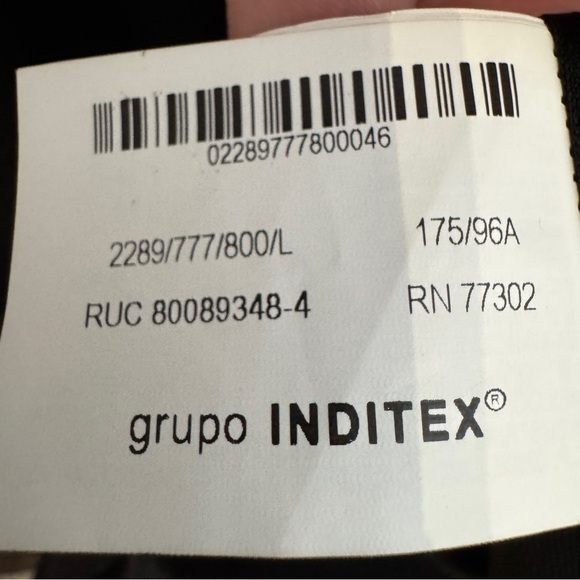 02289777800046
2289/777/800/L 175/96A
RUC 80089348-4 RN 77302
grupo INDITEX®